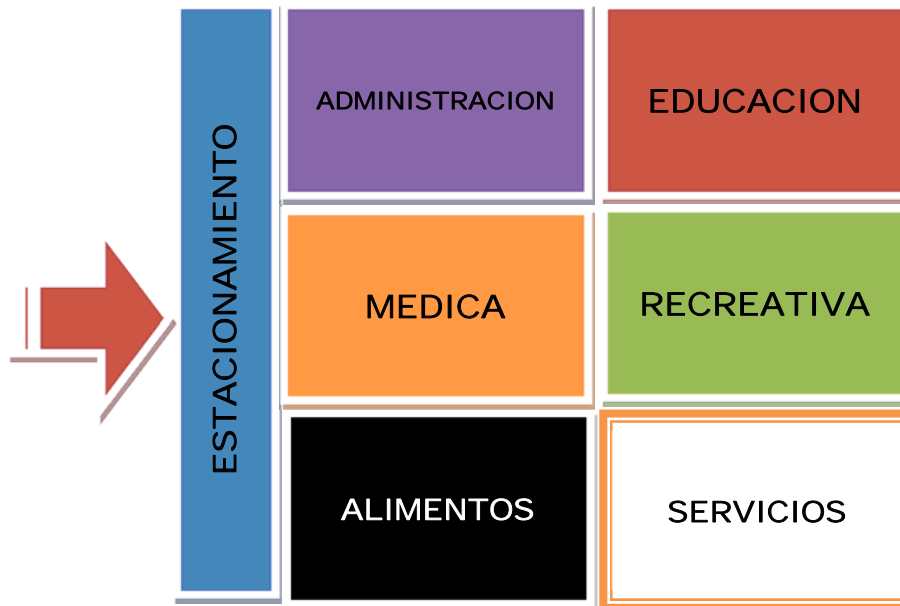 ESTACIONAMIENTO
ADMINISTRACION
EDUCACION
MEDICA
RECREATIVA
ALIMENTOS
SERVICIOS